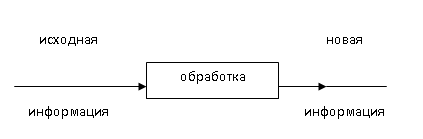 исходная
новая
обработка
информация
информация